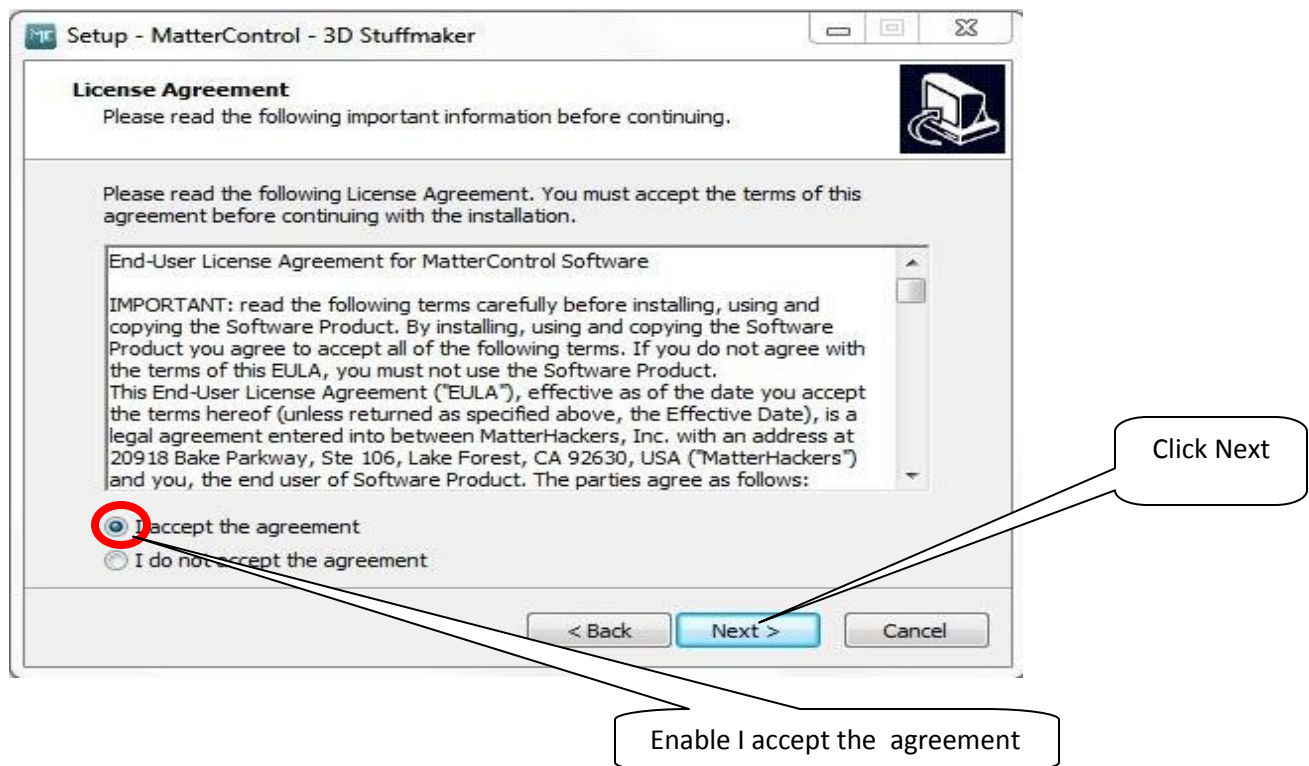 Setup - MatterControl - 3D Stuffmaker
License Agreement
Please read the following important information before continuing.
Please read the following License Agreement. You must accept the terms of this
agreement before continuing with the installation.
End-User License Agreement for MatterControl Software
IMPORTANT: read the following terms carefully before installing, using and
copying the Software Product. By installing, using and copying the Software
Product you agree to accept all of the following terms. If you do not agree with
the terms of this EULA, you must not use the Software Product.
This End-User License Agreement ("EULA"), effective as of the date you accept
the terms hereof (unless returned as specified above, the Effective Date), is a
legal agreement entered into between MatterHackers, Inc. with an address at
20918 Bake Parkway, Ste 106, Lake Forest, CA 92630, USA ("MatterHackers")
and you, the end user of Software Product. The parties agree as follows:
Click Next
I accept the agreement
I do not accept the agreement
< Back Next > Cancel
Enable I accept the  agreement